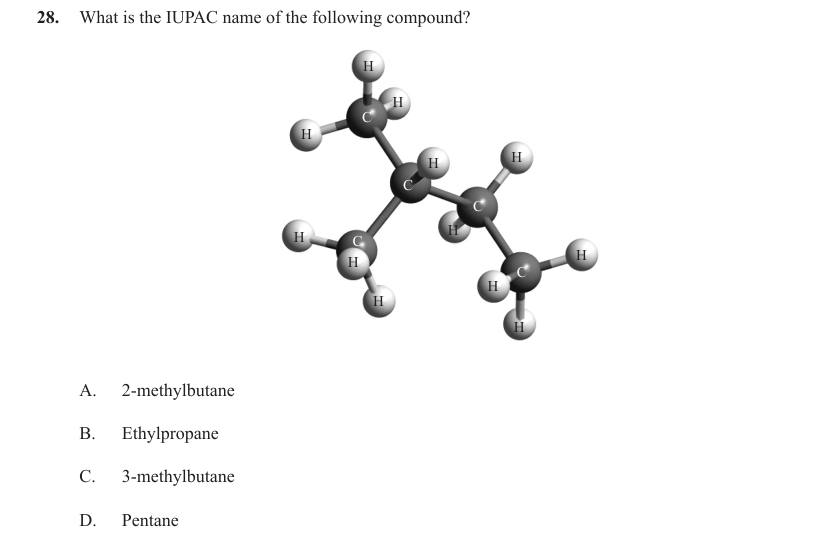 28. What is the IUPAC name of the following compound?
H
H
C
H
H
H
C
C
H
H
C
H
H
C
H
H
H
H
A. 2-methylbutane
B. Ethylpropane
C. 3-methylbutane
D. Pentane